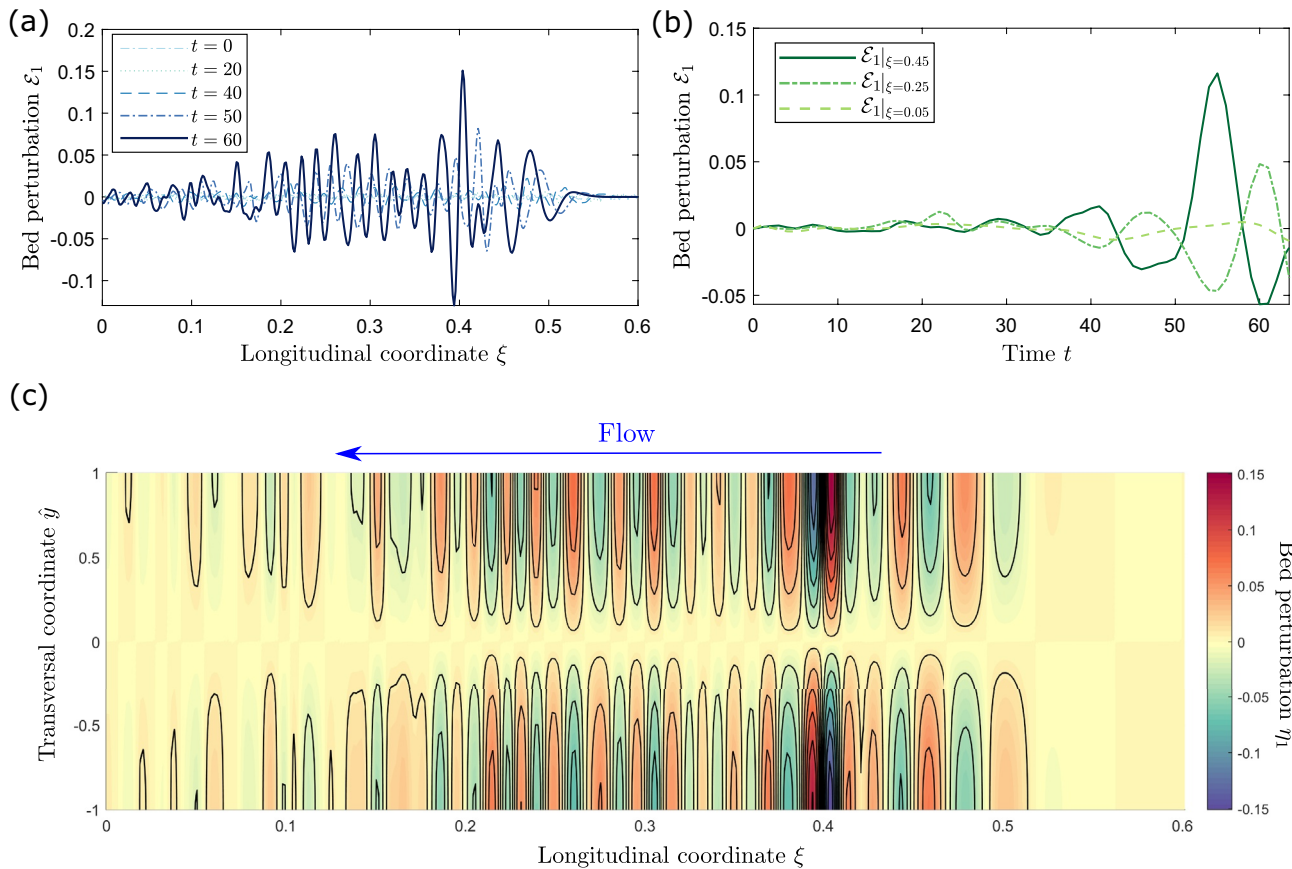 (a)
0.2
0.15
0.1
0.05
0
-0.05
-0.1
Bed perturbation ℰ₁
t = 0
t = 20
t = 40
t = 50
t = 60
0 0.1 0.2 0.3 0.4 0.5 0.6
Longitudinal coordinate ξ
(b)
0.15
0.1
0.05
0
-0.05
Bed perturbation ℰ₁
ℰ₁|ξ=0.45
ℰ₁|ξ=0.25
ℰ₁|ξ=0.05
0 10 20 30 40 50 60
Time t
(c)
Flow
1
0.5
0
-0.5
-1
Transversal coordinate ŷ
0 0.1 0.2 0.3 0.4 0.5 0.6
Longitudinal coordinate ξ
0.15
0.1
0.05
0
-0.05
-0.1
-0.15
Bed perturbation η₁